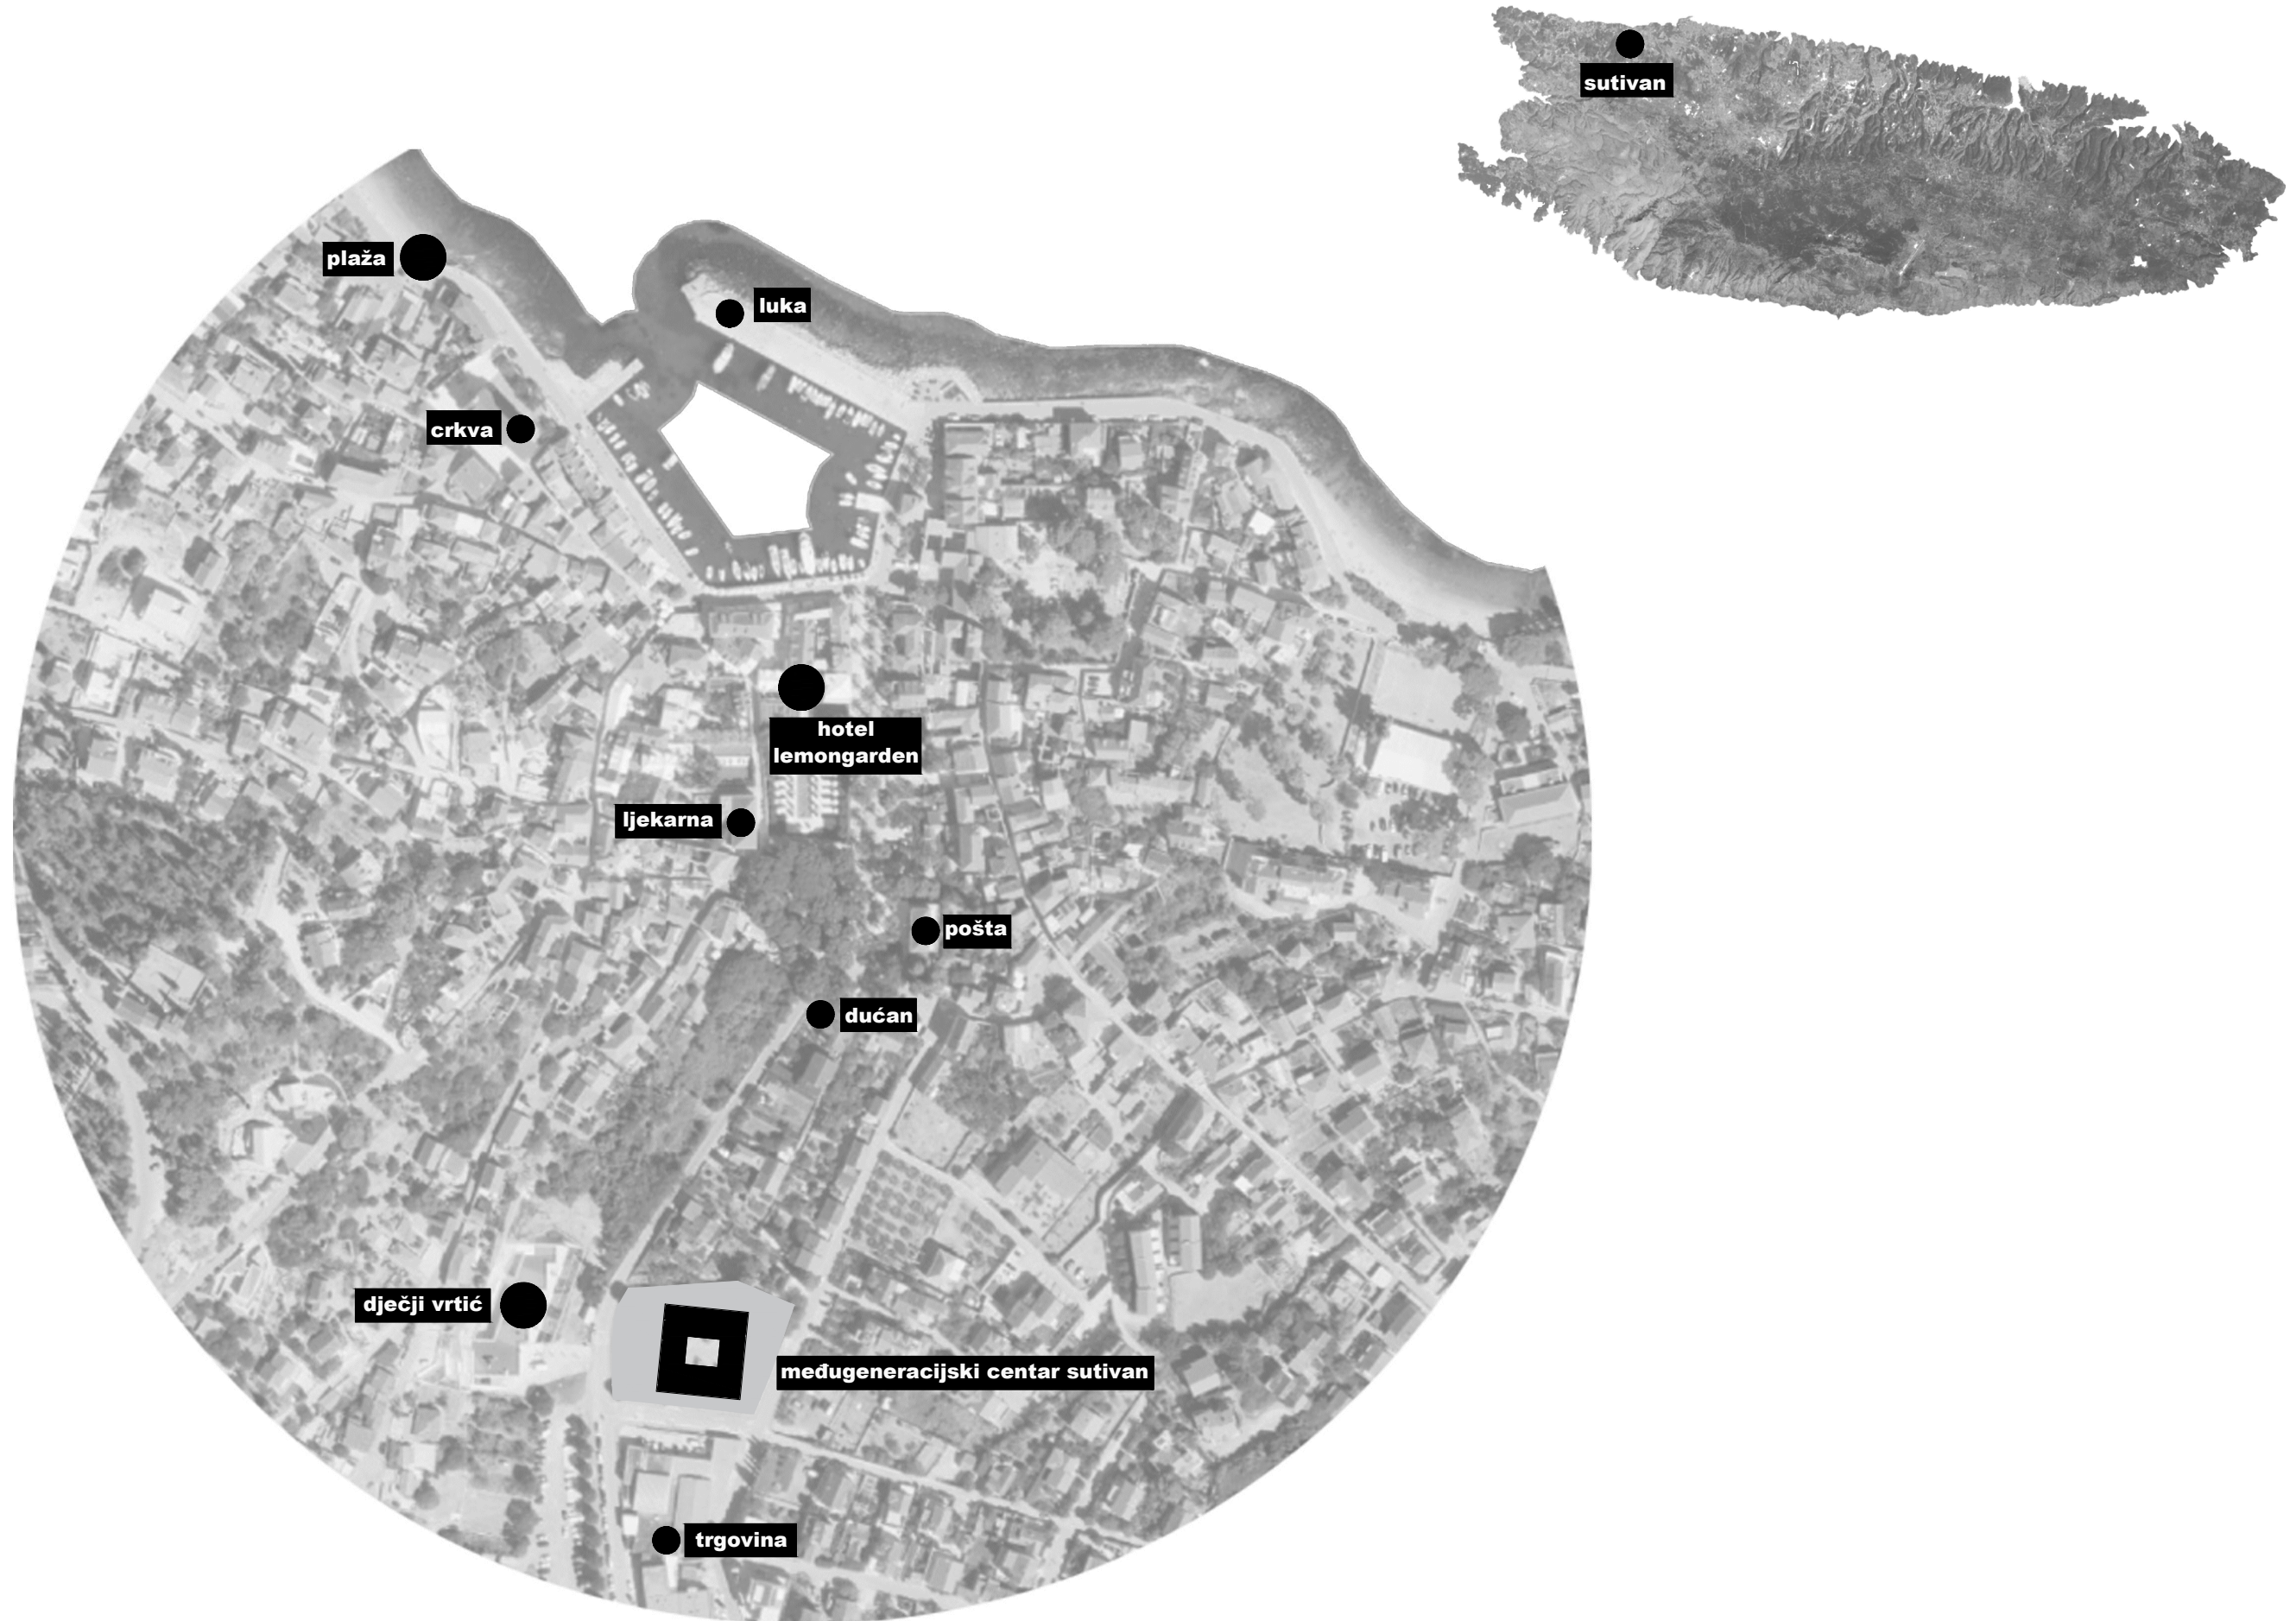 sutivan
plaža
luka
crkva
hotel
lemongarden
ljekarna
pošta
dućan
dječji vrtić
međugeneracijski centar sutivan
trgovina